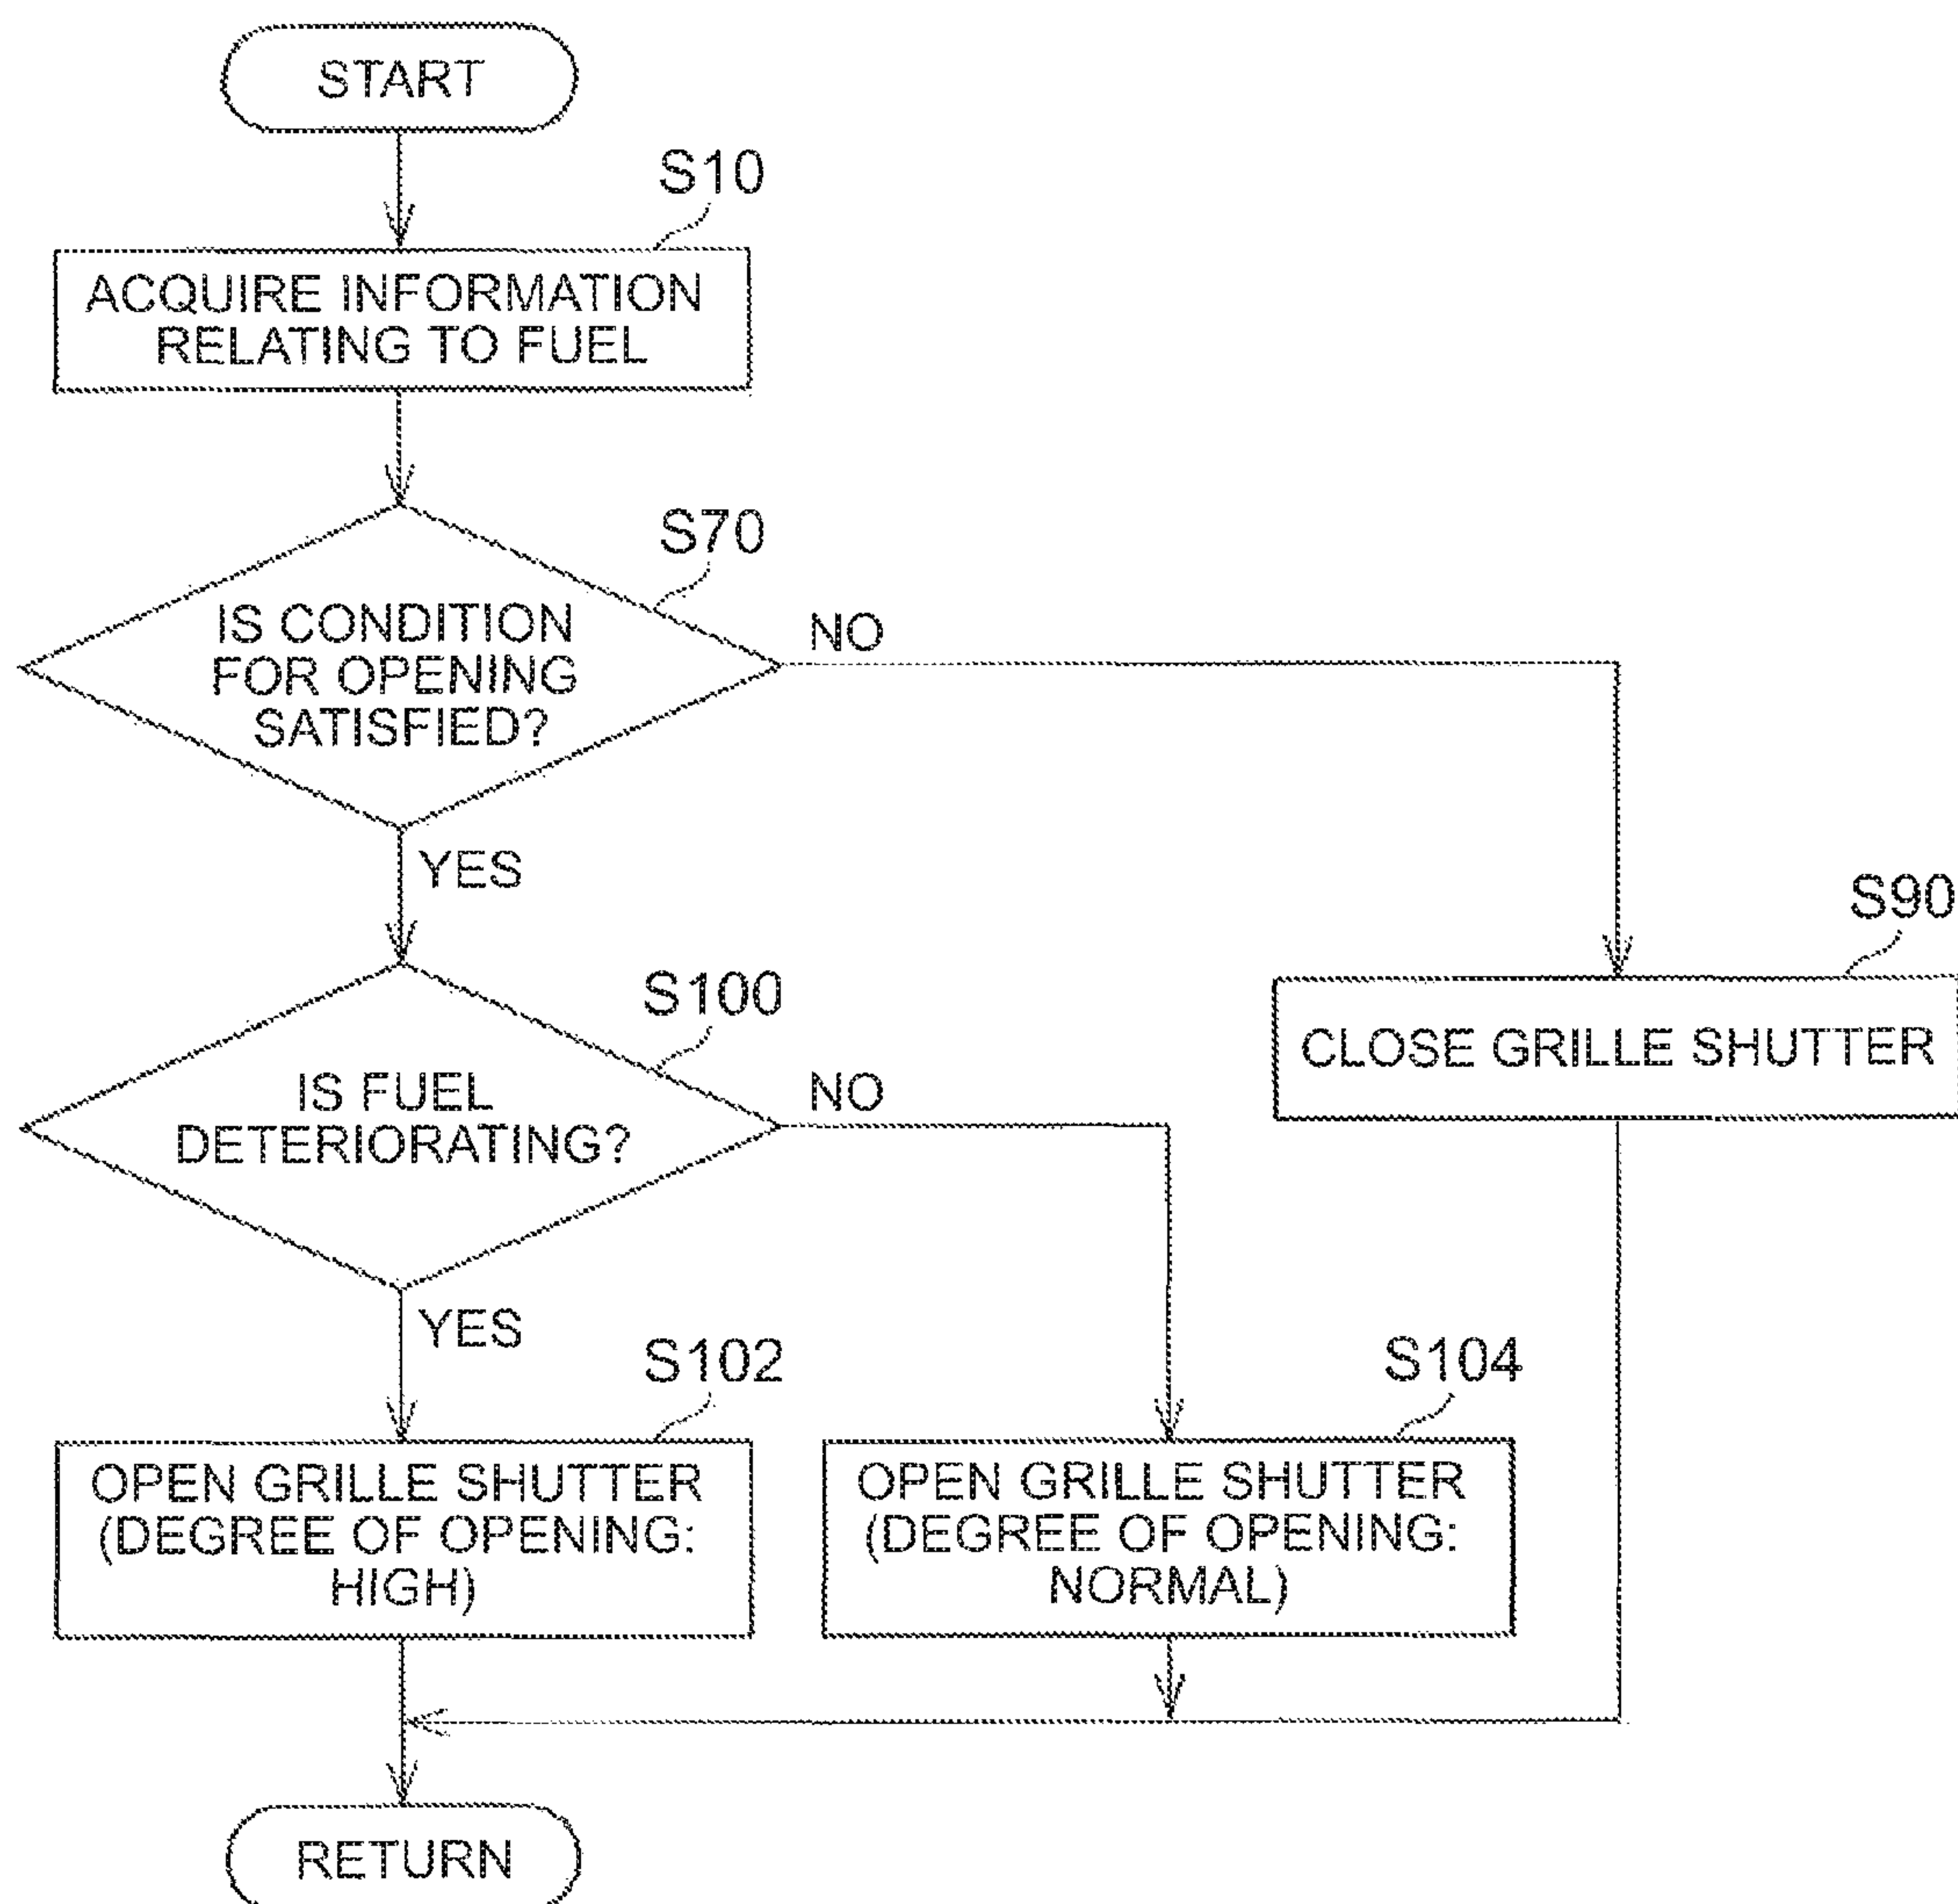 START
S10
ACQUIRE INFORMATION
RELATING TO FUEL
S70
IS CONDITION
FOR OPENING
SATISFIED?
NO
YES
S90
CLOSE GRILLE SHUTTER
S100
IS FUEL
DETERIORATING?
NO
YES
S102
OPEN GRILLE SHUTTER
(DEGREE OF OPENING:
HIGH)
S104
OPEN GRILLE SHUTTER
(DEGREE OF OPENING:
NORMAL)
RETURN